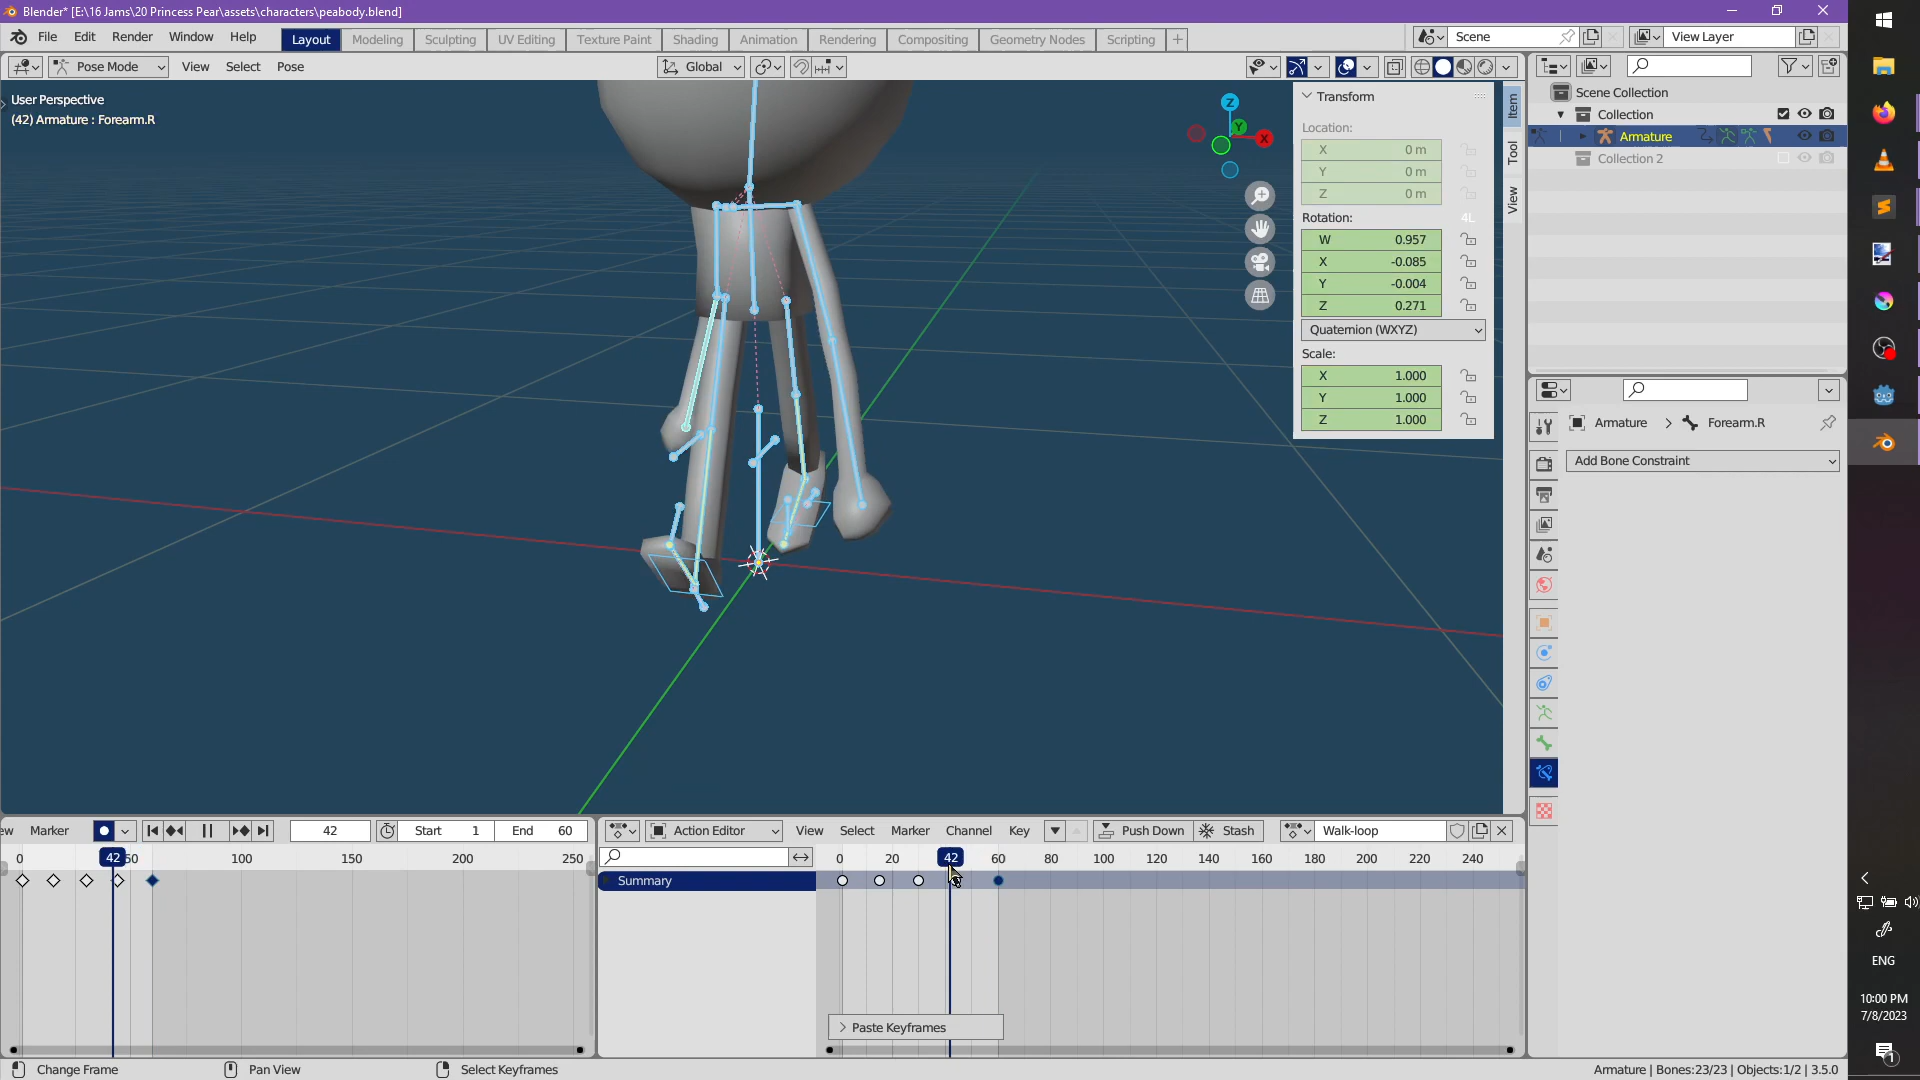 Blender* [E:\16 Jams\20 Princess Pear\assets\characters\peabody.blend]
File Edit Render Window Help Layout Modeling Sculpting UV Editing Texture Paint Shading Animation Rendering Compositing Geometry Nodes Scripting + Scene View Layer
Pose Mode View Select Pose Global
User Perspective
(42) Armature : Forearm.R
Z
Y
X
Transform
Location:
X 0 m
Y 0 m
Z 0 m
Rotation: 4L
W 0.957
X -0.085
Y -0.004
Z 0.271
Quaternion (WXYZ)
Scale:
X 1.000
Y 1.000
Z 1.000
Item
Tool
View
Scene Collection
Collection
Armature
Collection 2
Armature > Forearm.R
Add Bone Constraint
ew Marker 42 Start 1 End 60
0 42 50 100 150 200 250
Action Editor View Select Marker Channel Key Push Down Stash Walk-loop
0 20 42 60 80 100 120 140 160 180 200 220 240
Summary
Paste Keyframes
Change Frame Pan View Select Keyframes Armature | Bones:23/23 | Objects:1/2 | 3.5.0
ENG
10:00 PM
7/8/2023
1